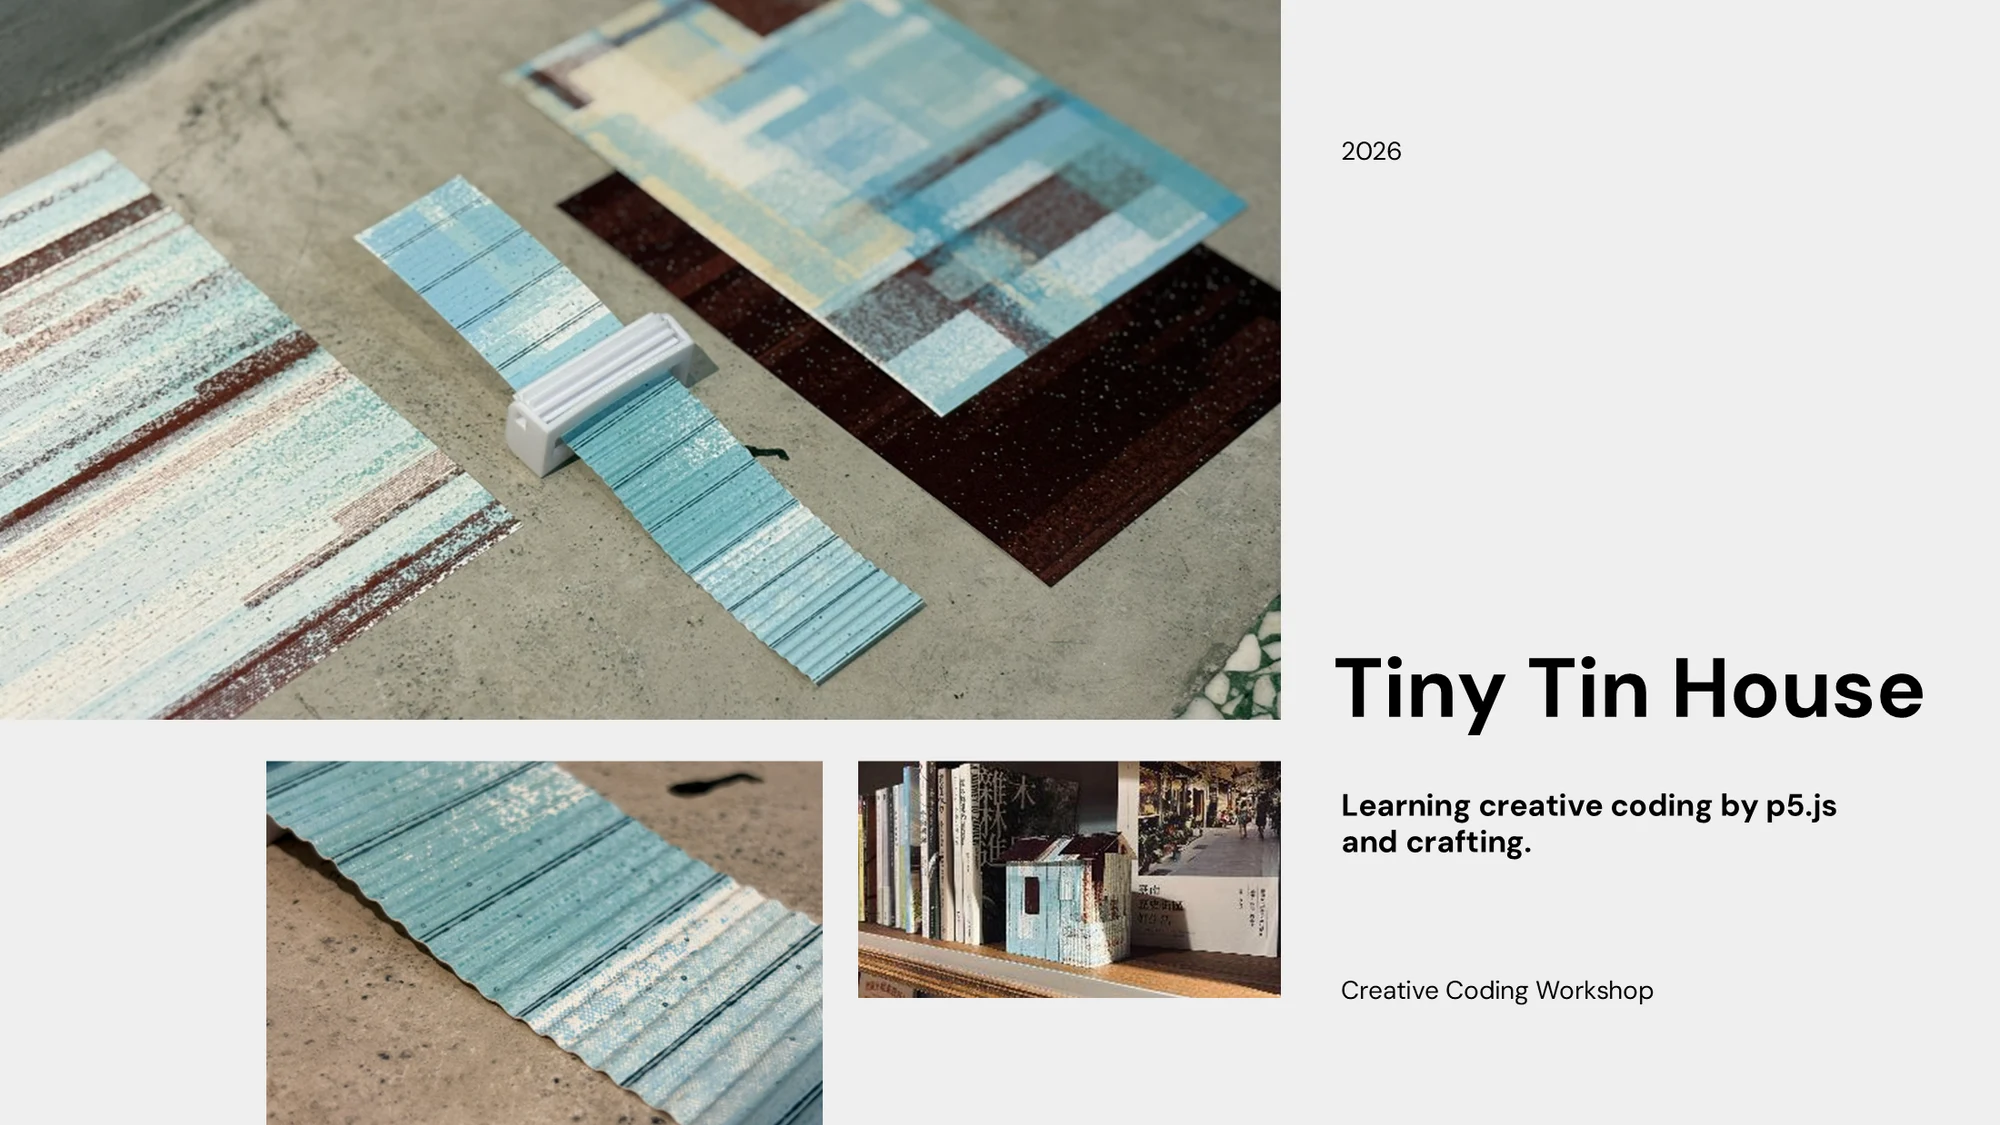 2026
Tiny Tin House
Learning creative coding by p5.js
and crafting.
Creative Coding Workshop